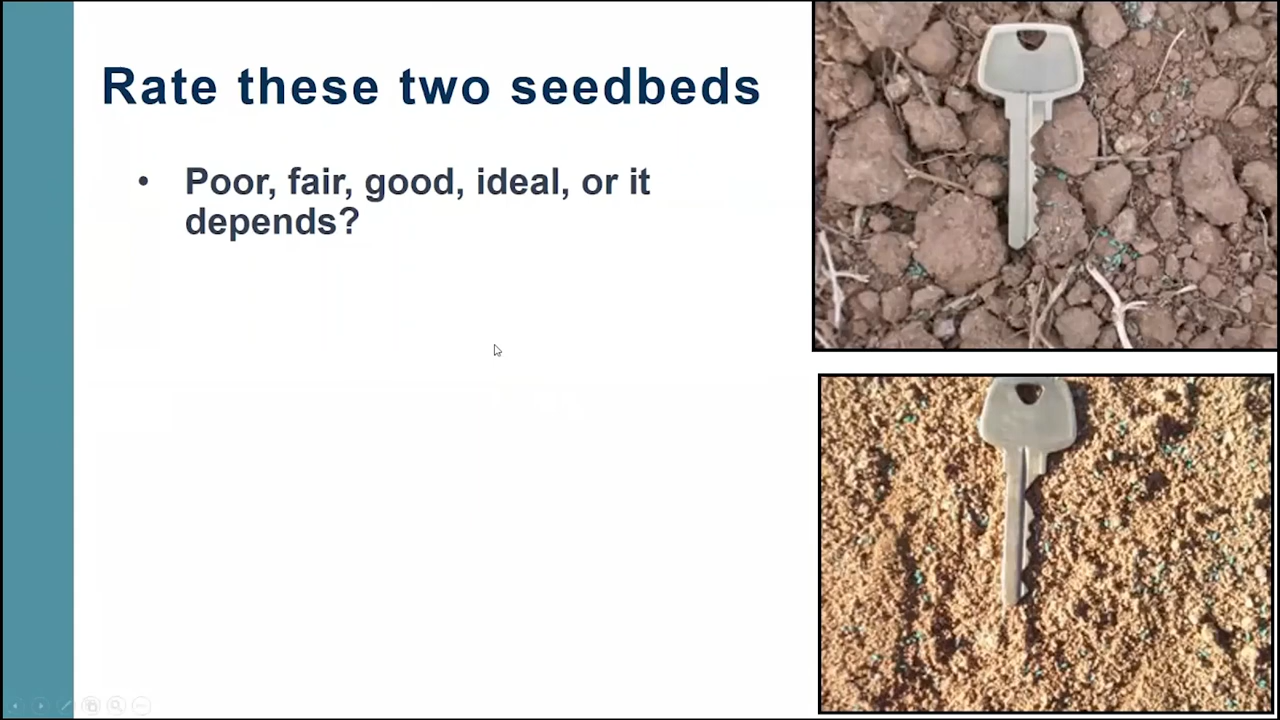 Rate these two seedbeds
• Poor, fair, good, ideal, or it
depends?